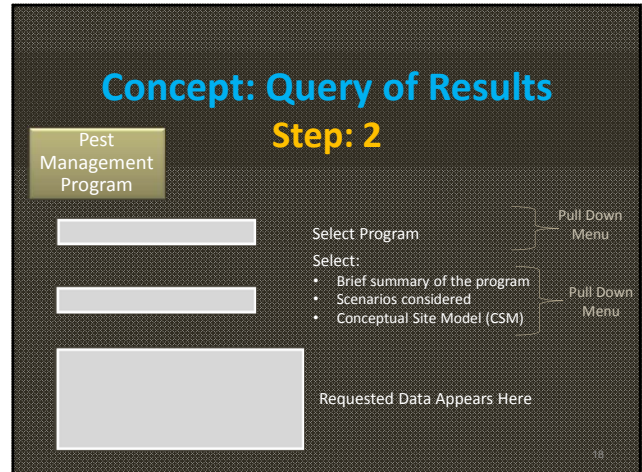 Concept: Query of Results
Step: 2
Pest
Management
Program
Select Program
Pull Down
Menu
Select:
• Brief summary of the program
• Scenarios considered
• Conceptual Site Model (CSM)
Pull Down
Menu
Requested Data Appears Here
18